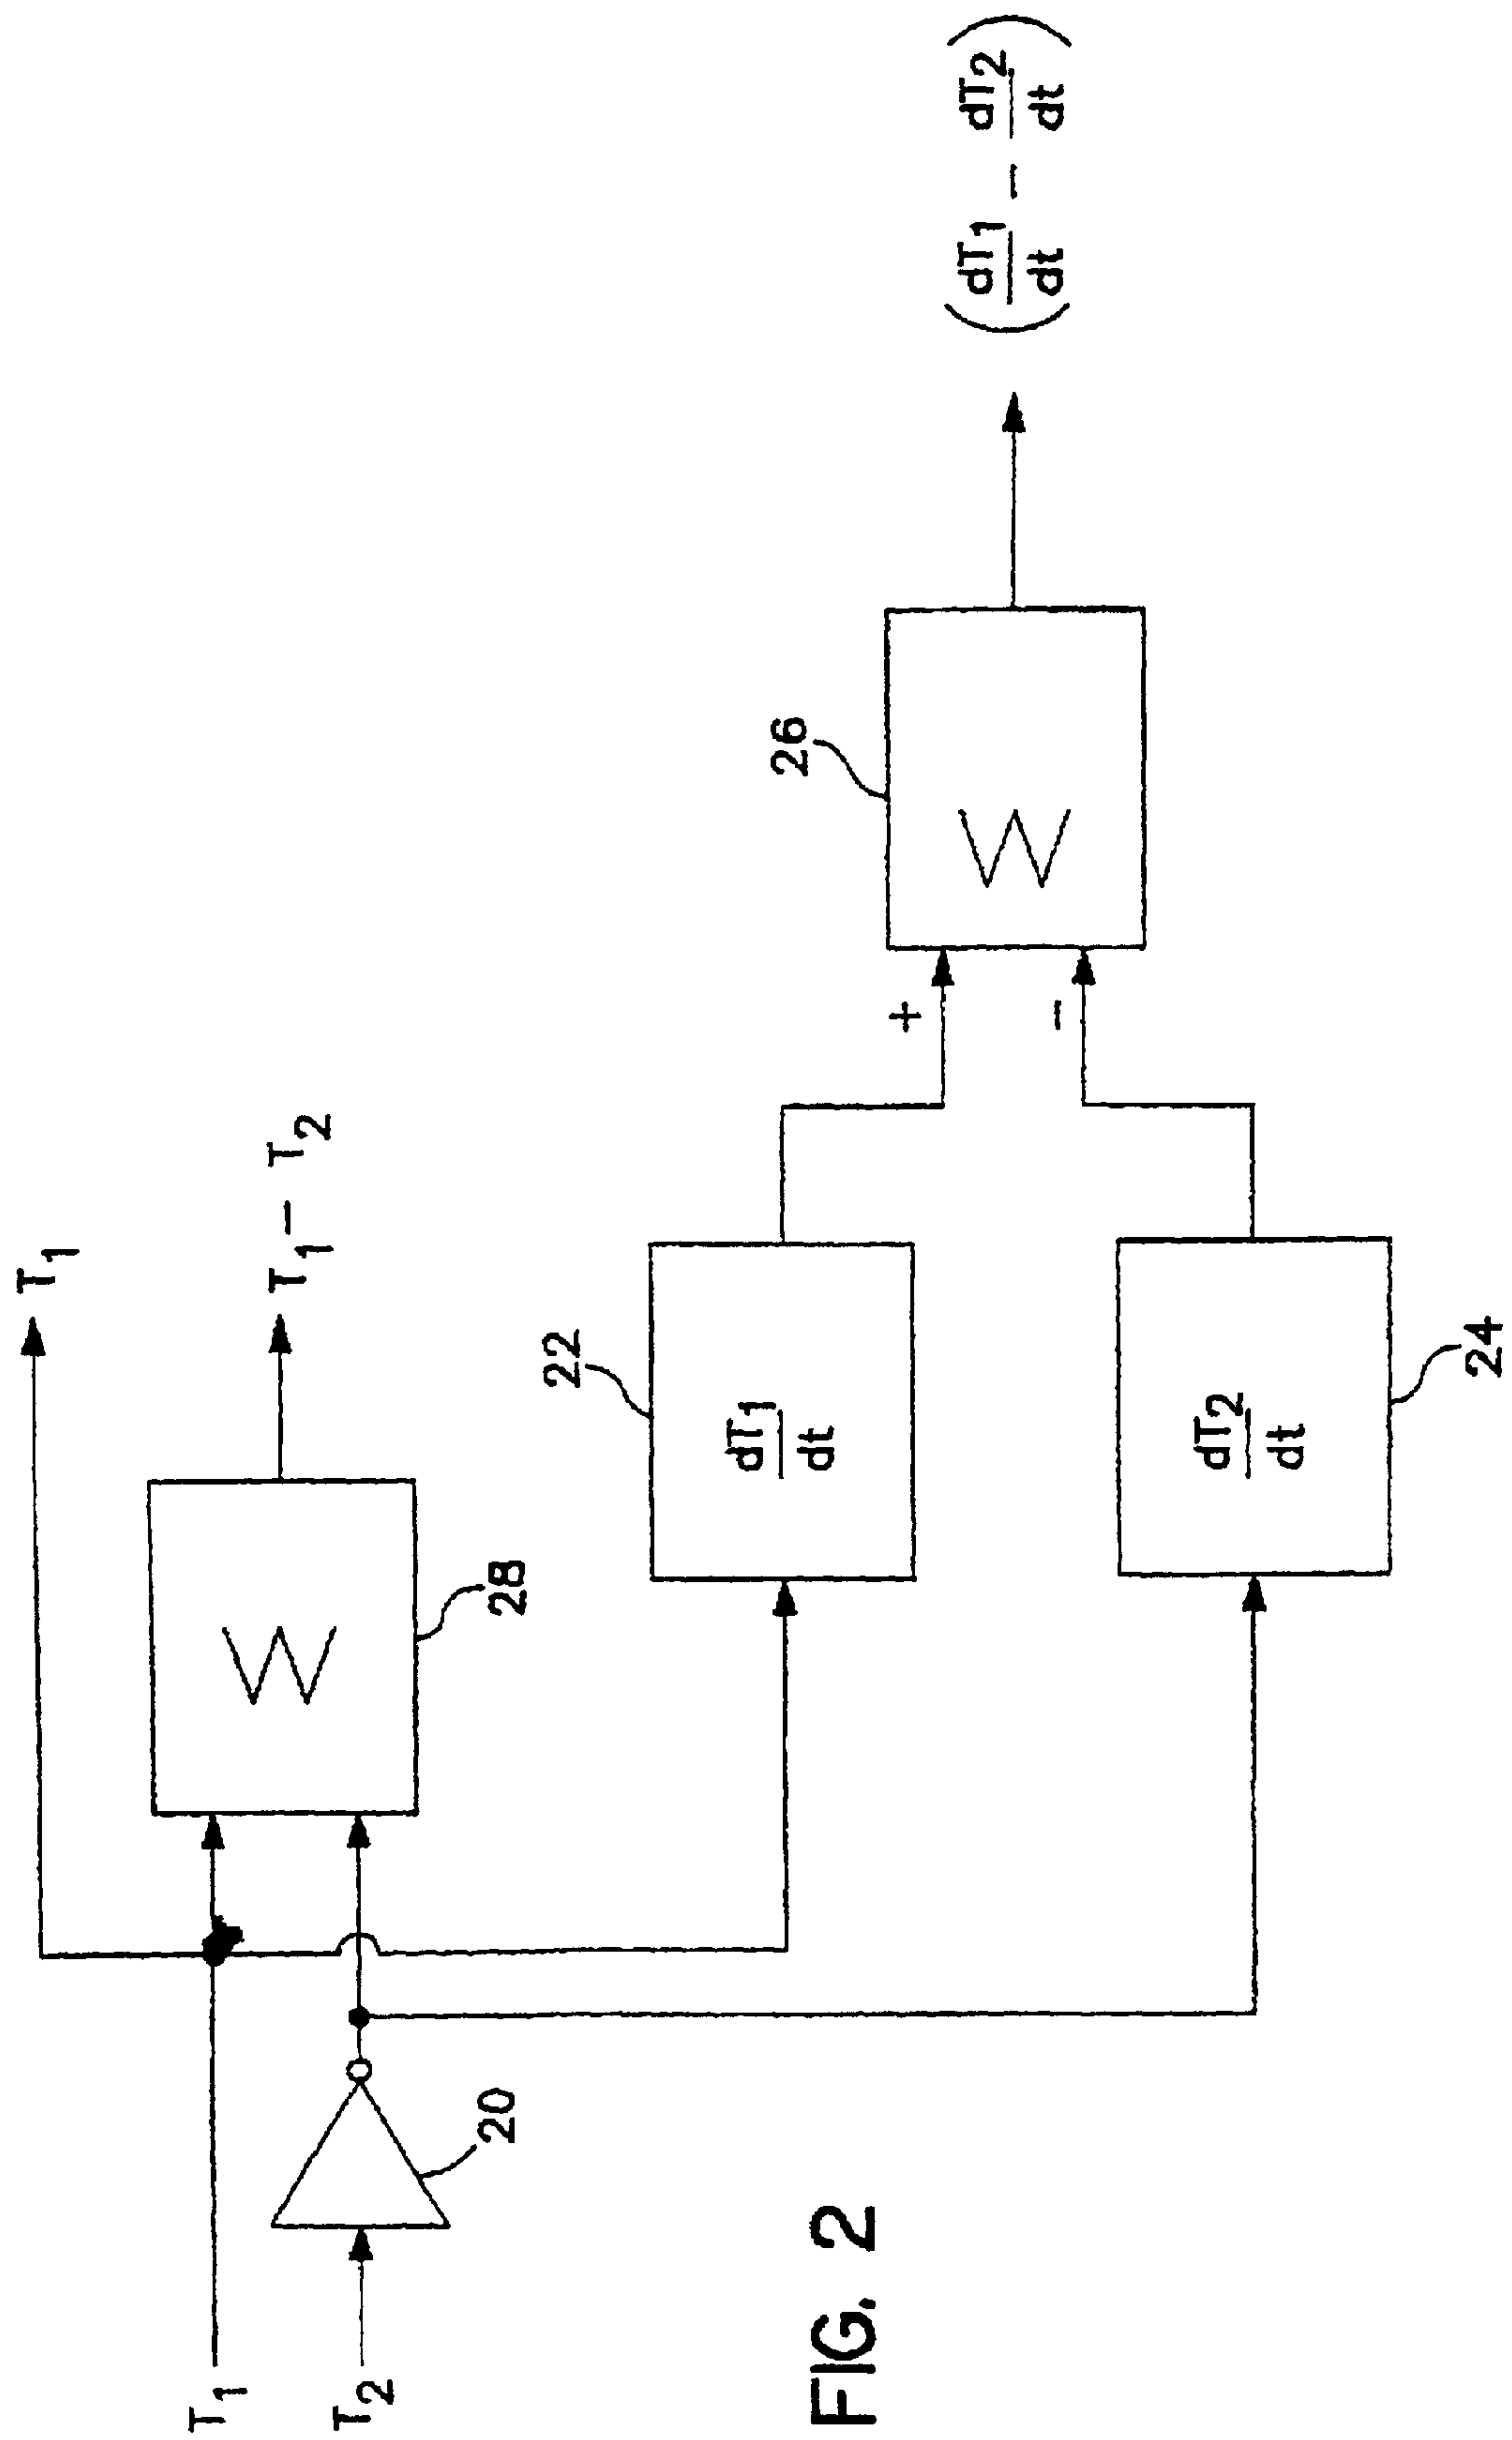 T1
T1
Σ
T1 – T2
T2
28
20
22
dT1
dt
26
+
Σ
(dT1 – dT2)
dt dt
–
dT2
dt
24
FIG. 2